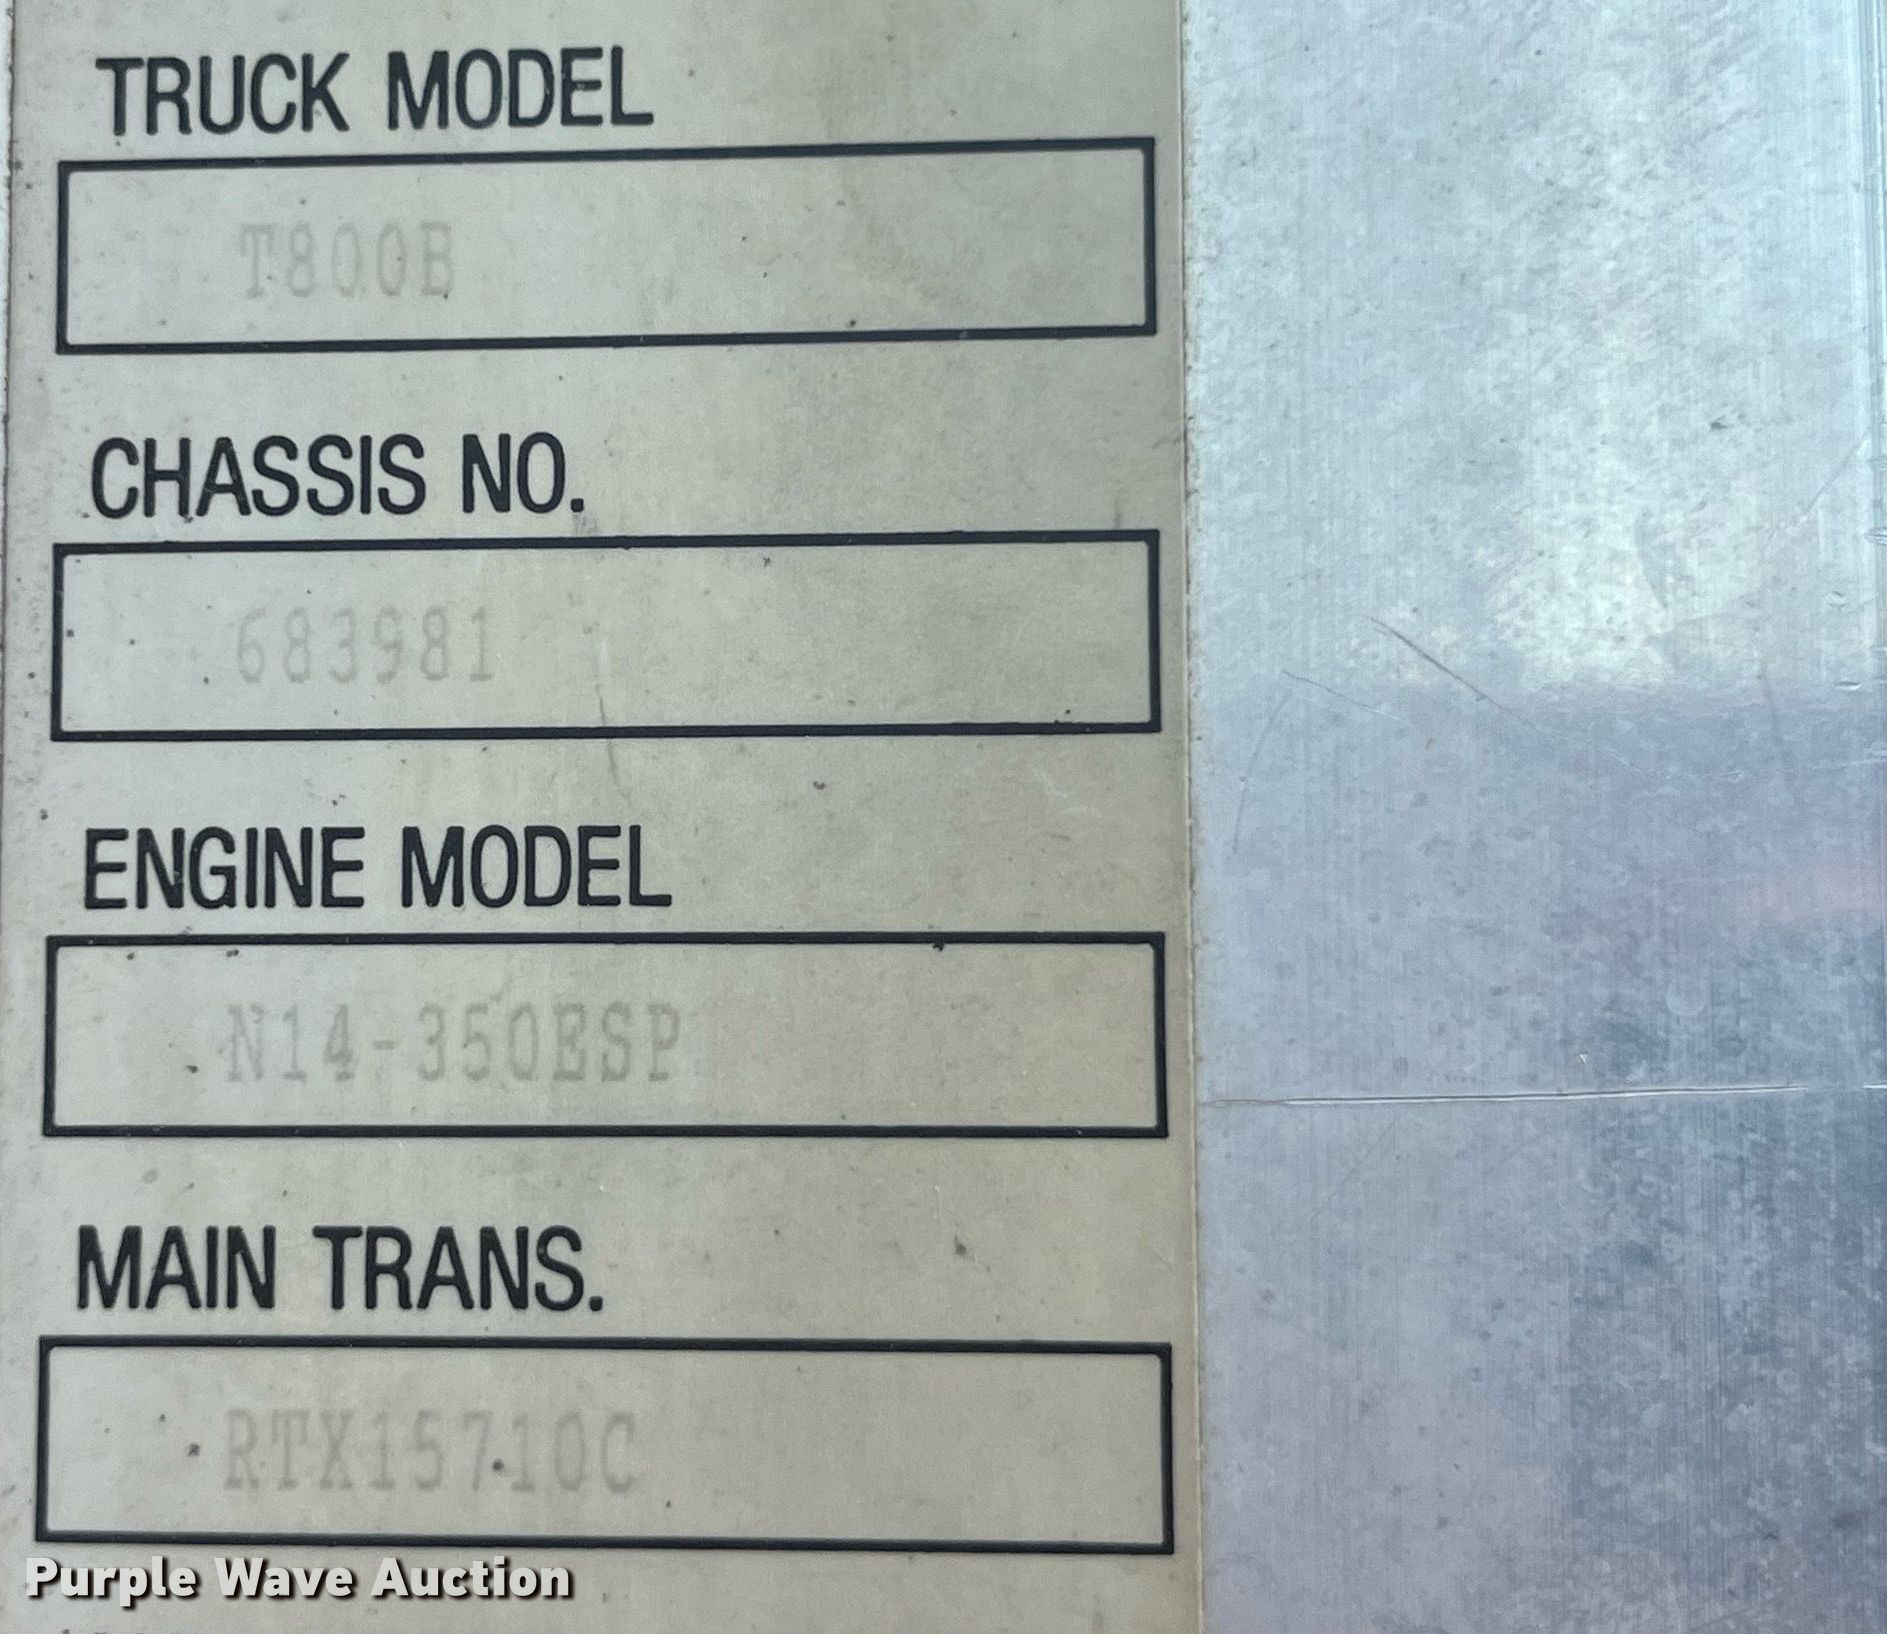 TRUCK MODEL
T800B
CHASSIS NO.
683981
ENGINE MODEL
N14-350ESP
MAIN TRANS.
RTX15710C
Purple Wave Auction